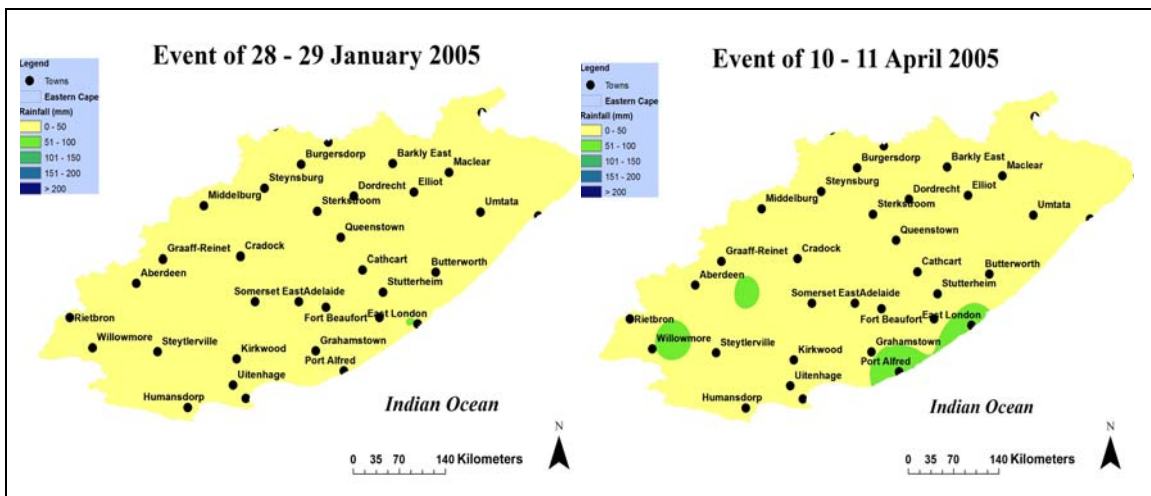 Event of 28 - 29 January 2005
Legend
Towns
Eastern Cape
Rainfall (mm)
0 - 50
51 - 100
101 - 150
151 - 200
> 200
Burgersdorp
Barkly East
Maclear
Steynsburg
Dordrecht
Elliot
Middelburg
Sterkstroom
Umtata
Queenstown
Graaff-Reinet
Cradock
Cathcart
Butterworth
Aberdeen
Stutterheim
Somerset East
Adelaide
Rietbron
Fort Beaufort
East London
Willowmore
Steytlerville
Kirkwood
Grahamstown
Port Alfred
Uitenhage
Humansdorp
Indian Ocean
N
0 35 70 140 Kilometers
Event of 10 - 11 April 2005
Legend
Towns
Eastern Cape
Rainfall (mm)
0 - 50
51 - 100
101 - 150
151 - 200
> 200
Burgersdorp
Barkly East
Maclear
Steynsburg
Dordrecht
Elliot
Middelburg
Sterkstroom
Umtata
Queenstown
Graaff-Reinet
Cradock
Cathcart
Butterworth
Aberdeen
Stutterheim
Somerset East
Adelaide
Rietbron
Fort Beaufort
East London
Willowmore
Steytlerville
Kirkwood
Grahamstown
Port Alfred
Uitenhage
Humansdorp
Indian Ocean
N
0 35 70 140 Kilometers